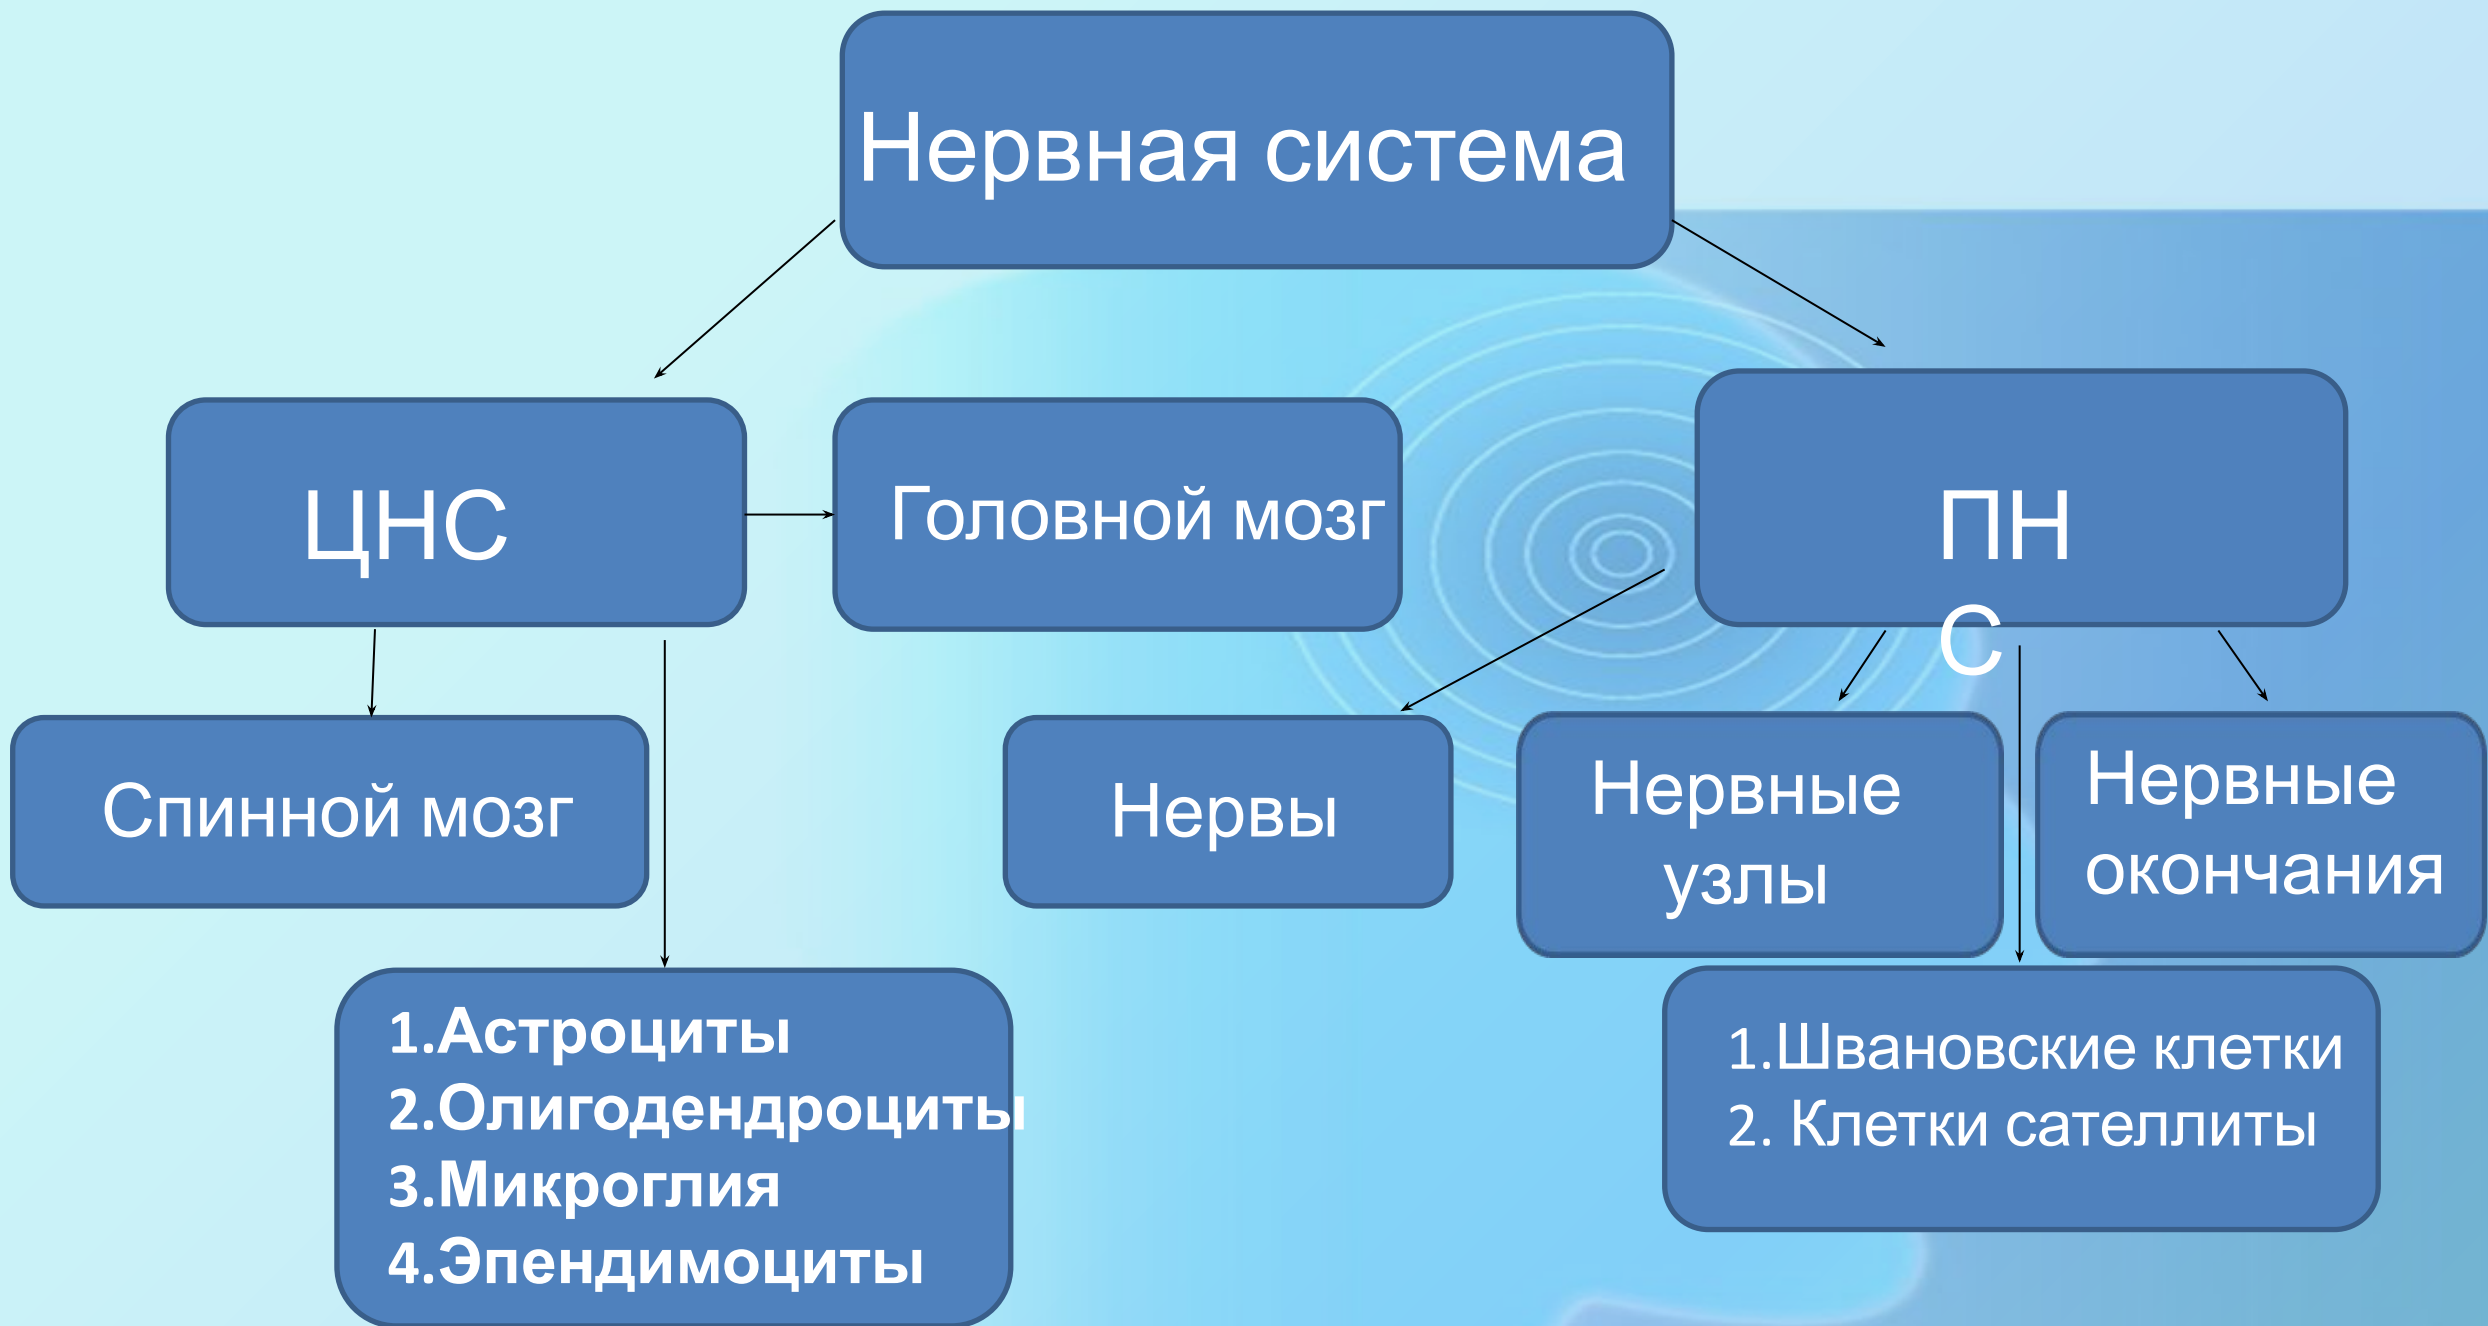 Нервная система
ЦНС
Головной мозг
ПН
С
Спинной мозг
Нервы
Нервные
узлы
Нервные
окончания
1.Астроциты
2.Олигодендроциты
3.Микроглия
4.Эпендимоциты
1.Швановские клетки
2. Клетки сателлиты